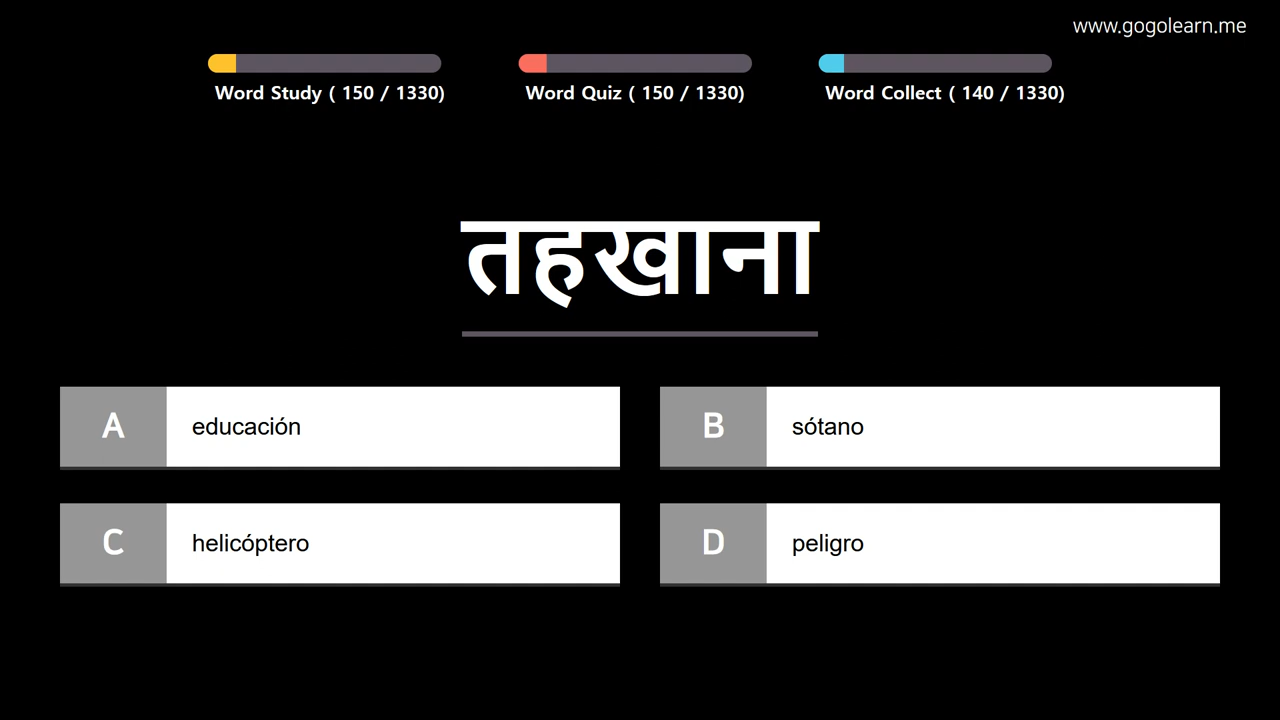 www.gogolearn.me
Word Study ( 150 / 1330)
Word Quiz ( 150 / 1330)
Word Collect ( 140 / 1330)
तहखाना
A educación
B sótano
C helicóptero
D peligro